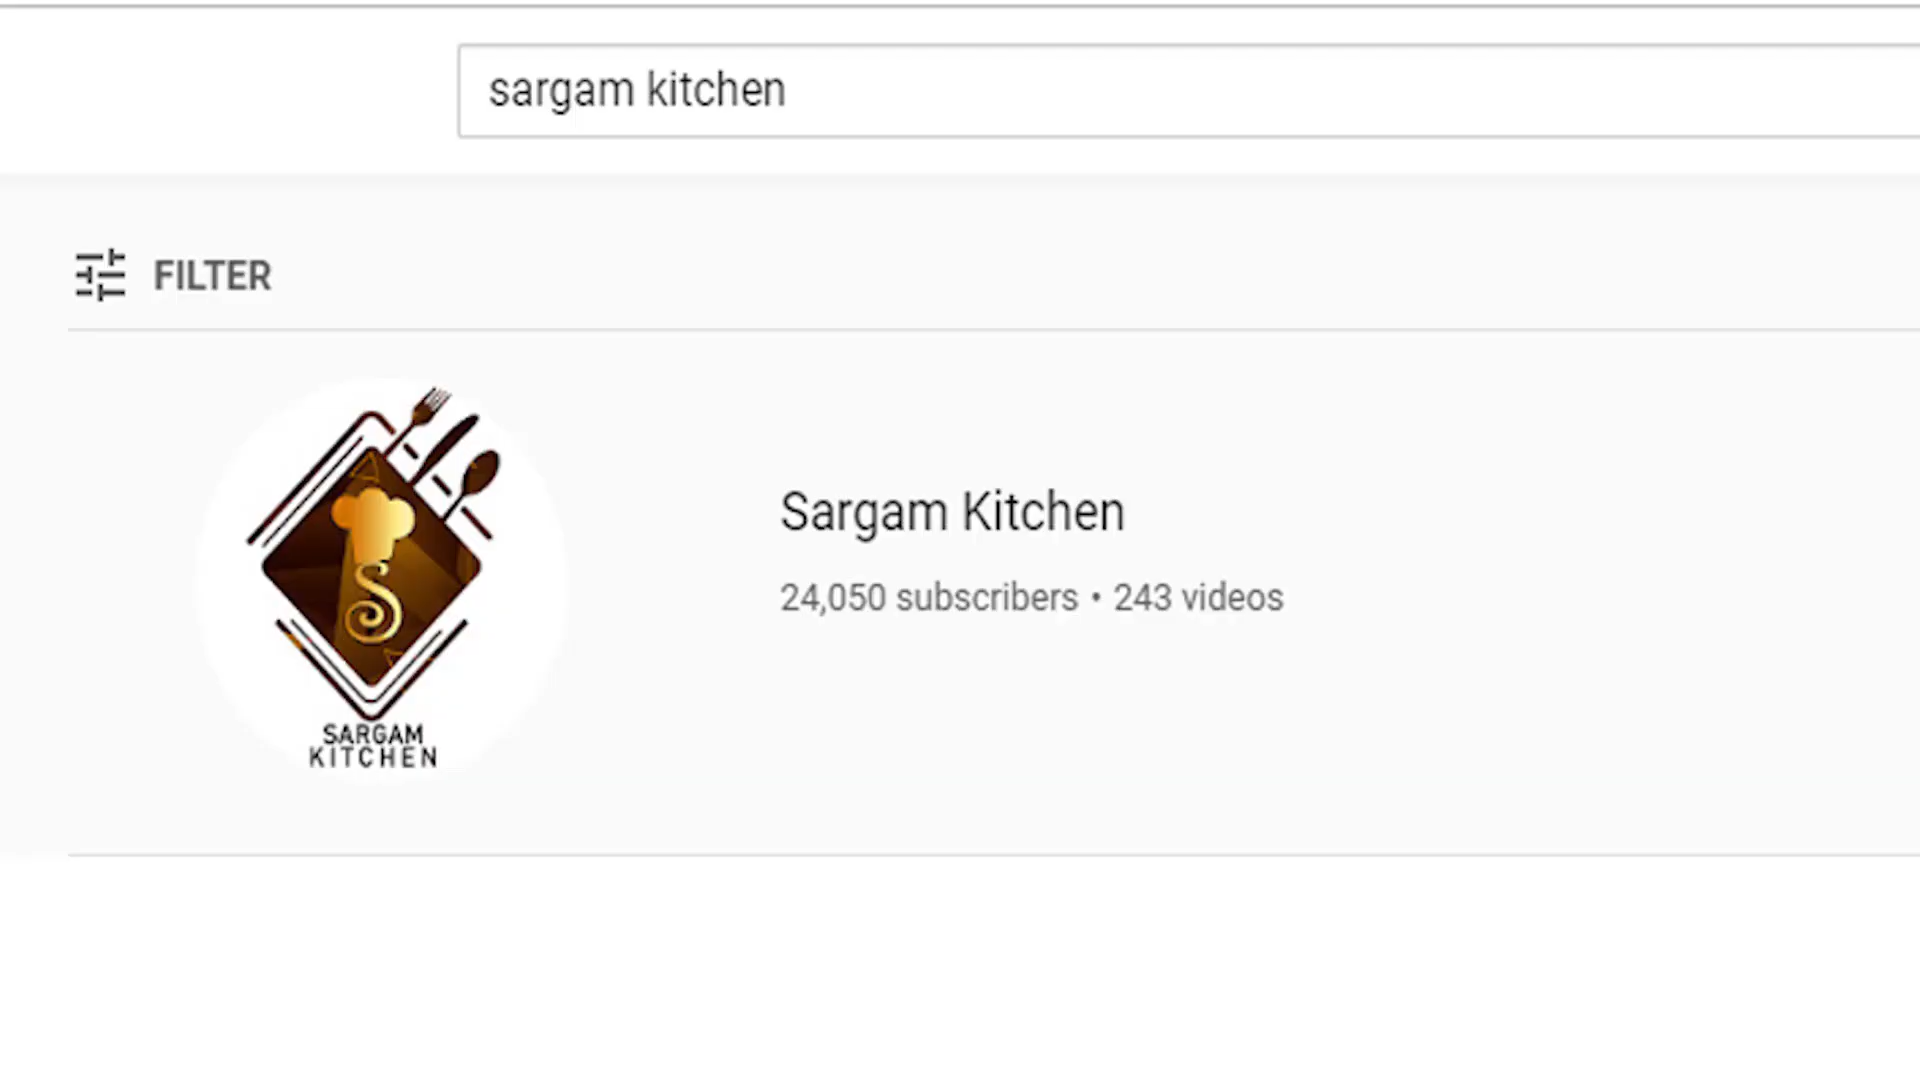 sargam kitchen
FILTER
Sargam Kitchen
24,050 subscribers • 243 videos
S
SARGAM
KITCHEN